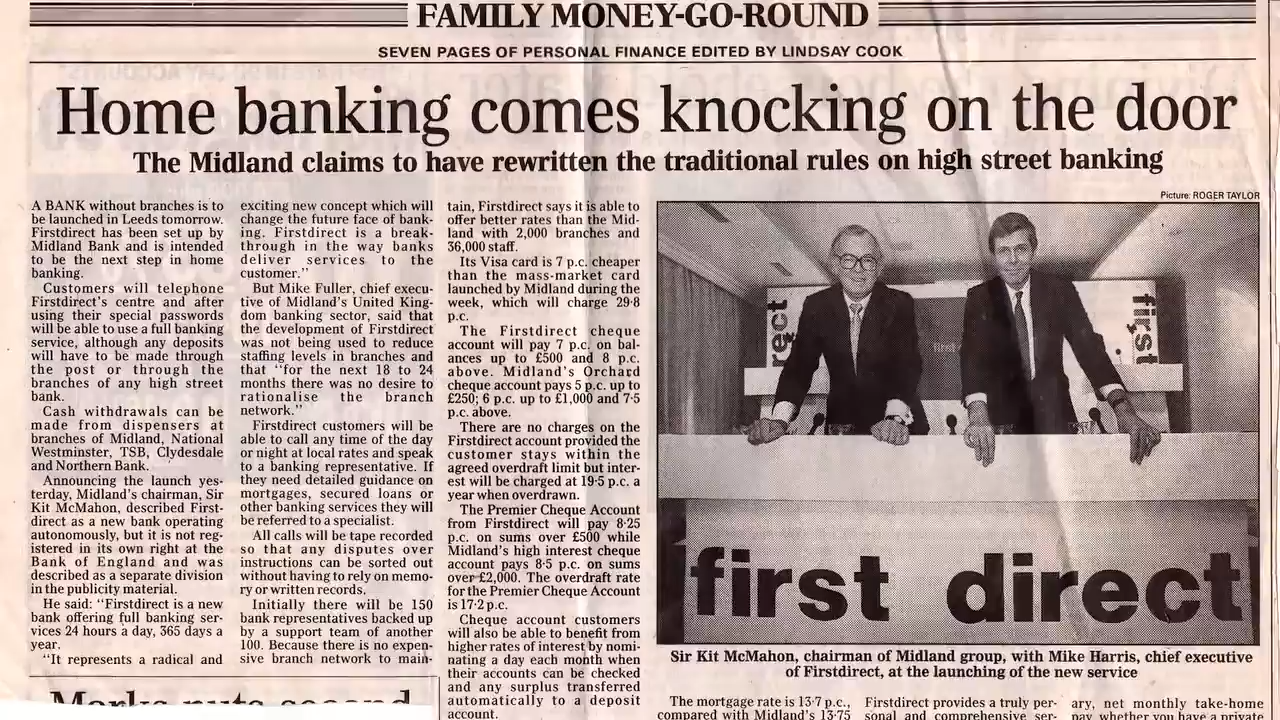 FAMILY MONEY-GO-ROUND
SEVEN PAGES OF PERSONAL FINANCE EDITED BY LINDSAY COOK
Home banking comes knocking on the door
The Midland claims to have rewritten the traditional rules on high street banking
A BANK without branches is to
be launched in Leeds tomorrow.
Firstdirect has been set up by
Midland Bank and is intended
to be the next step in home
banking.
Customers will telephone
Firstdirect's centre and after
using their special passwords
will be able to use a full banking
service, although any deposits
will have to be made through
the post or through the
branches of any high street
bank.
Cash withdrawals can be
made from dispensers at
branches of Midland, National
Westminster, TSB, Clydesdale
and Northern Bank.
Announcing the launch yes-
terday, Midland's chairman, Sir
Kit McMahon, described First-
direct as a new bank operating
autonomously, but it is not reg-
istered in its own right at the
Bank of England and was
described as a separate division
in the publicity material.
He said: "Firstdirect is a new
bank offering full banking ser-
vices 24 hours a day, 365 days a
year.
"It represents a radical and
exciting new concept which will
change the future face of bank-
ing. Firstdirect is a break-
through in the way banks
deliver services to the
customer."
But Mike Fuller, chief execu-
tive of Midland's United King-
dom banking sector, said that
the development of Firstdirect
was not being used to reduce
staffing levels in branches and
that "for the next 18 to 24
months there was no desire to
rationalise the branch
network."
Firstdirect customers will be
able to call any time of the day
or night at local rates and speak
to a banking representative. If
they need detailed guidance on
mortgages, secured loans or
other banking services they will
be referred to a specialist.
All calls will be tape recorded
so that any disputes over
instructions can be sorted out
without having to rely on memo-
ry or written records.
Initially there will be 150
bank representatives backed up
by a support team of another
100. Because there is no expen-
sive branch network to main-
tain, Firstdirect says it is able to
offer better rates than the Mid-
land with 2,000 branches and
36,000 staff.
Its Visa card is 7 p.c. cheaper
than the mass-market card
launched by Midland during the
week, which will charge 29·8
p.c.
The Firstdirect cheque
account will pay 7 p.c. on bal-
ances up to £500 and 8 p.c.
above. Midland's Orchard
cheque account pays 5 p.c. up to
£250; 6 p.c. up to £1,000 and 7·5
p.c. above.
There are no charges on the
Firstdirect account provided the
customer stays within the
agreed overdraft limit but inter-
est will be charged at 19·5 p.c. a
year when overdrawn.
The Premier Cheque Account
from Firstdirect will pay 8·25
p.c. on sums over £500 while
Midland's high interest cheque
account pays 8·5 p.c. on sums
over £2,000. The overdraft rate
for the Premier Cheque Account
is 17·2 p.c.
Cheque account customers
will also be able to benefit from
higher rates of interest by nomi-
nating a day each month when
their accounts can be checked
and any surplus transferred
automatically to a deposit
account.
Picture: ROGER TAYLOR
rect
first
first
first direct
Sir Kit McMahon, chairman of Midland group, with Mike Harris, chief executive
of Firstdirect, at the launching of the new service
The mortgage rate is 13·7 p.c.,
compared with Midland's 13·75
Firstdirect provides a truly per-
sonal and comprehensive ser-
ary, net monthly take-home
pay, whether you have private